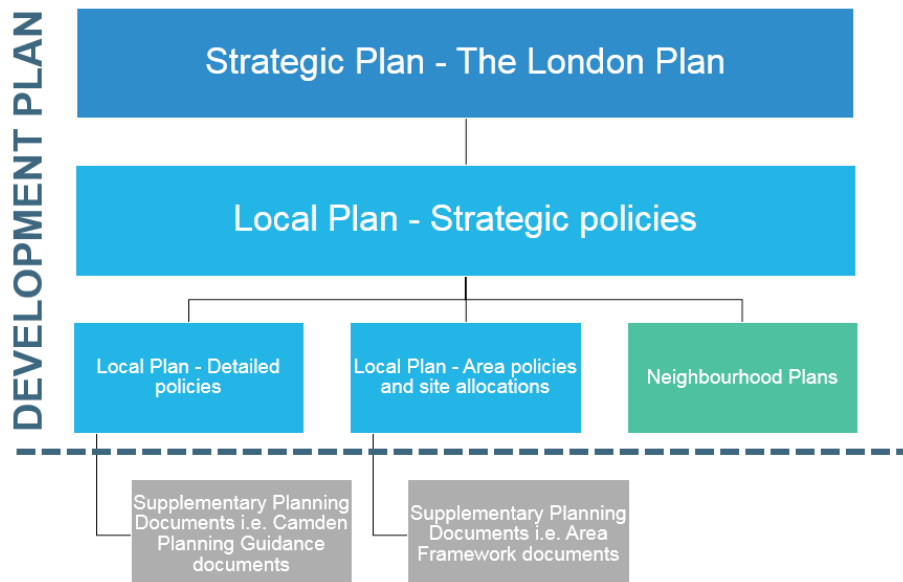 DEVELOPMENT PLAN
Strategic Plan - The London Plan
Local Plan - Strategic policies
Local Plan - Detailed
policies
Local Plan - Area policies
and site allocations
Neighbourhood Plans
Supplementary Planning
Documents i.e. Camden
Planning Guidance
documents
Supplementary Planning
Documents i.e. Area
Framework documents